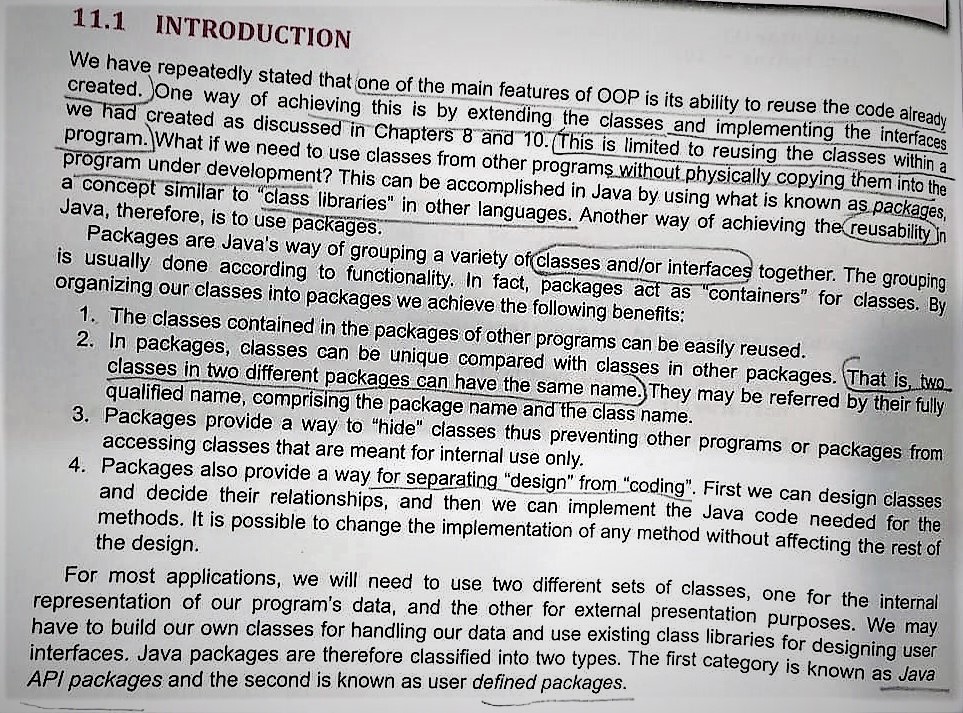 11.1 INTRODUCTION
We have repeatedly stated that one of the main features of OOP is its ability to reuse the code already
created. One way of achieving this is by extending the classes and implementing the interfaces
we had created as discussed in Chapters 8 and 10. This is limited to reusing the classes within a
program. What if we need to use classes from other programs without physically copying them into the
program under development? This can be accomplished in Java by using what is known as packages,
a concept similar to "class libraries" in other languages. Another way of achieving the reusability in
Java, therefore, is to use packages.
Packages are Java's way of grouping a variety of classes and/or interfaces together. The grouping
is usually done according to functionality. In fact, packages act as "containers" for classes. By
organizing our classes into packages we achieve the following benefits:
1. The classes contained in the packages of other programs can be easily reused.
2. In packages, classes can be unique compared with classes in other packages. That is, two
classes in two different packages can have the same name. They may be referred by their fully
qualified name, comprising the package name and the class name.
3. Packages provide a way to "hide" classes thus preventing other programs or packages from
accessing classes that are meant for internal use only.
4. Packages also provide a way for separating "design" from "coding". First we can design classes
and decide their relationships, and then we can implement the Java code needed for the
methods. It is possible to change the implementation of any method without affecting the rest of
the design.
For most applications, we will need to use two different sets of classes, one for the internal
representation of our program's data, and the other for external presentation purposes. We may
have to build our own classes for handling our data and use existing class libraries for designing user
interfaces. Java packages are therefore classified into two types. The first category is known as Java
API packages and the second is known as user defined packages.